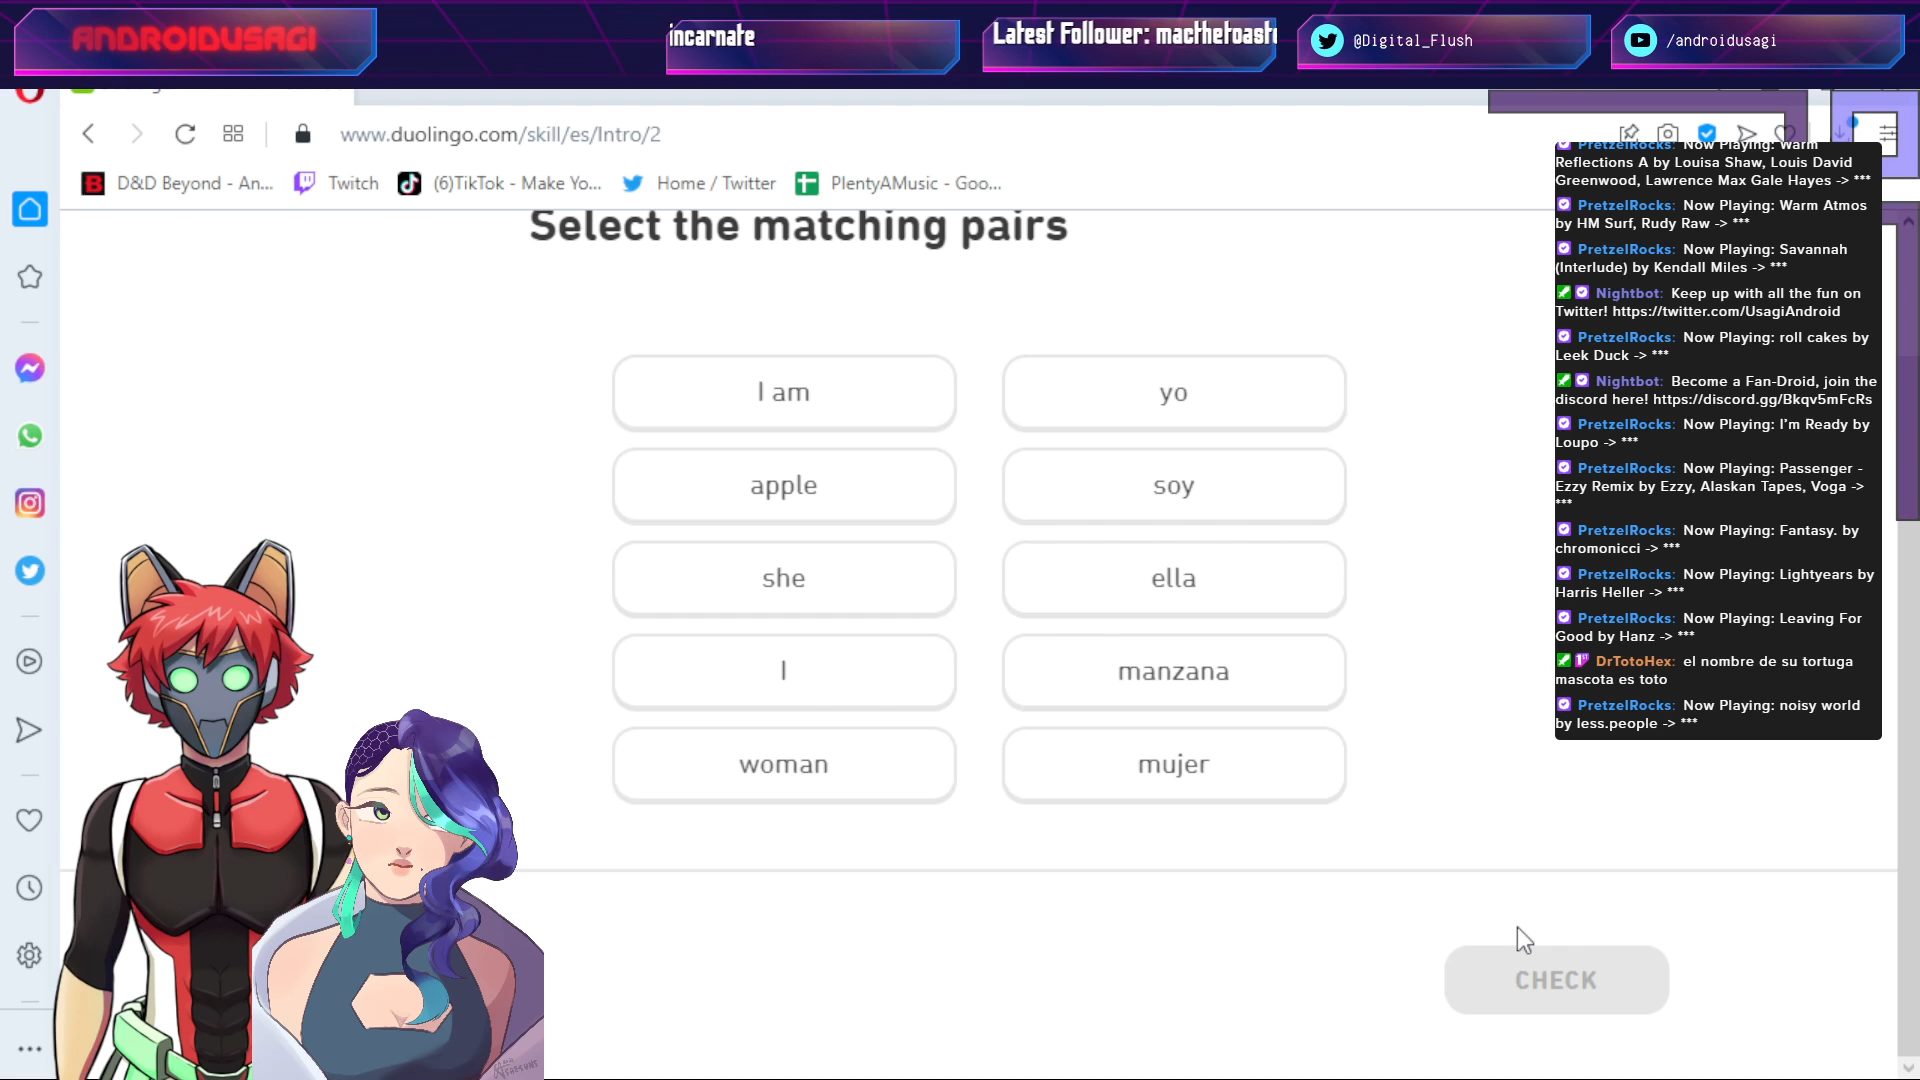 ANDROIDUSAGI
incarnate
Latest Follower: macthetoast
@Digital_Flush
/androidusagi
www.duolingo.com/skill/es/Intro/2
D&D Beyond - An...
Twitch
(6)TikTok - Make Yo...
Home / Twitter
PlentyAMusic - Goo...
Select the matching pairs
I am
yo
apple
soy
she
ella
I
manzana
woman
mujer
CHECK
PretzelRocks: Now Playing: Warm
Reflections A by Louisa Shaw, Louis David
Greenwood, Lawrence Max Gale Hayes -> ***
PretzelRocks: Now Playing: Warm Atmos
by HM Surf, Rudy Raw -> ***
PretzelRocks: Now Playing: Savannah
(Interlude) by Kendall Miles -> ***
Nightbot: Keep up with all the fun on
Twitter! https://twitter.com/UsagiAndroid
PretzelRocks: Now Playing: roll cakes by
Leek Duck -> ***
Nightbot: Become a Fan-Droid, join the
discord here! https://discord.gg/Bkqv5mFcRs
PretzelRocks: Now Playing: I’m Ready by
Loupo -> ***
PretzelRocks: Now Playing: Passenger -
Ezzy Remix by Ezzy, Alaskan Tapes, Voga ->
***
PretzelRocks: Now Playing: Fantasy. by
chromonicci -> ***
PretzelRocks: Now Playing: Lightyears by
Harris Heller -> ***
PretzelRocks: Now Playing: Leaving For
Good by Hanz -> ***
DrTotoHex: el nombre de su tortuga
mascota es toto
PretzelRocks: Now Playing: noisy world
by less.people -> ***